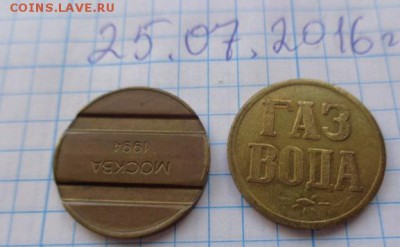 COINS.LAVE.RU
25.07.2016г
МОСКВА
1994
ГАЗ
ВОДА